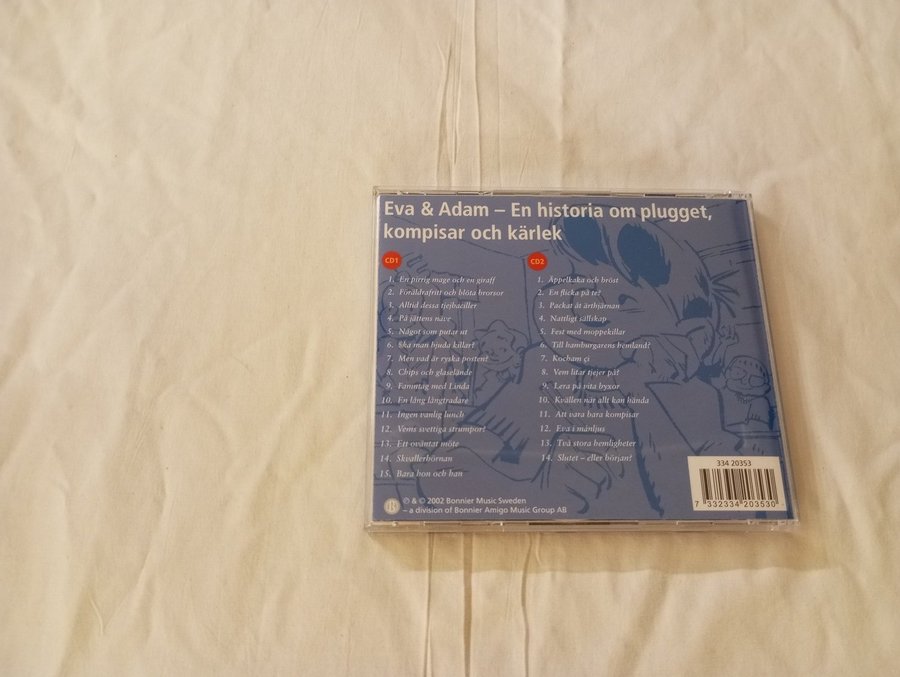 Eva & Adam – En historia om plugget,
kompisar och kärlek
CD1
1. En pirrig mage och en giraff
2. Föräldrafritt och blöta brorsor
3. Alltid dessa tjejbaciller
4. På jättens näve
5. Något som putar ut
6. Ska man bjuda killar?
7. Men vad är ryska posten?
8. Chips och glaselände
9. Famntag med Linda
10. En lång långtradare
11. Ingen vanlig lunch
12. Vems svettiga strumpor?
13. Ett oväntat möte
14. Skvallerhörnan
15. Bara hon och han
CD2
1. Äppelkaka och bröst
2. En flicka på te?
3. Packat åt ärthjärnan
4. Nattligt sällskap
5. Fest med moppekillar
6. Till hamburgarens hemland?
7. Kocham çi
8. Vem litar tjejer på?
9. Lera på vita byxor
10. Kvällen när allt kan hända
11. Att vara bara kompisar
12. Eva i månljus
13. Två stora hemligheter
14. Slutet – eller början?
B
℗ & © 2002 Bonnier Music Sweden
– a division of Bonnier Amigo Music Group AB
334 20353
7 332334 203530